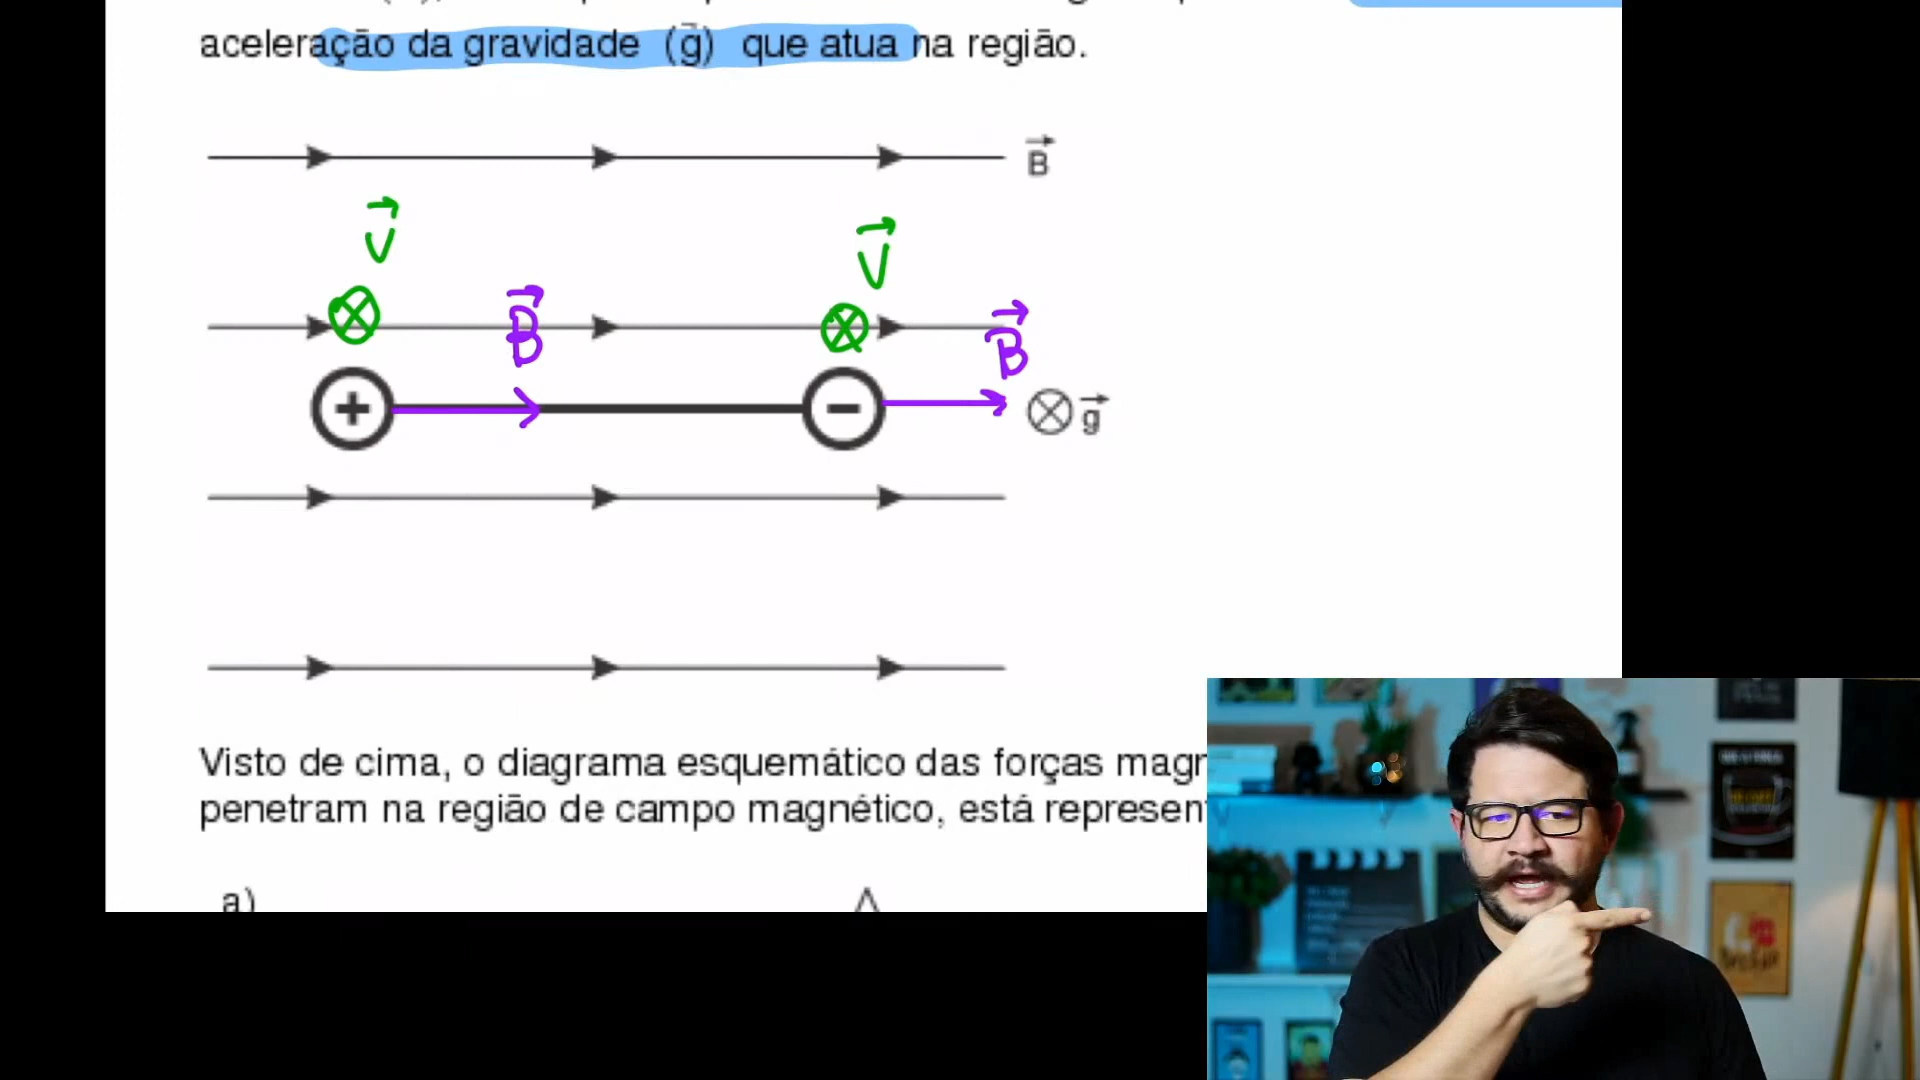 aceleração da gravidade (g⃗) que atua na região.
B⃗
V⃗
V⃗
B⃗
B⃗
+
−
g⃗
Visto de cima, o diagrama esquemático das forças magr
penetram na região de campo magnético, está represen
a)